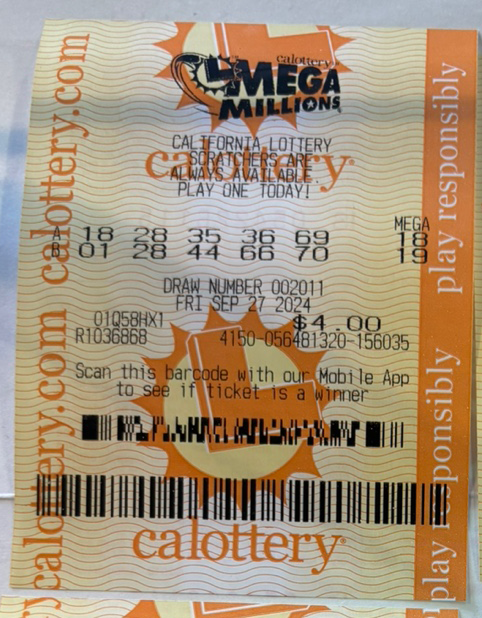 calottery
MEGA
MILLIONS
CALIFORNIA LOTTERY
SCRATCHERS ARE
ALWAYS AVAILABLE.
PLAY ONE TODAY!
calottery
MEGA
A 18 28 35 36 69 18
B 01 28 44 66 70 19
DRAW NUMBER 002011
FRI SEP 27 2024
01Q58HX1 $4.00
R1036868 4150-056481320-156035
Scan this barcode with our Mobile App
to see if ticket is a winner
calottery
calottery.com calottery.com
play responsibly play responsibly